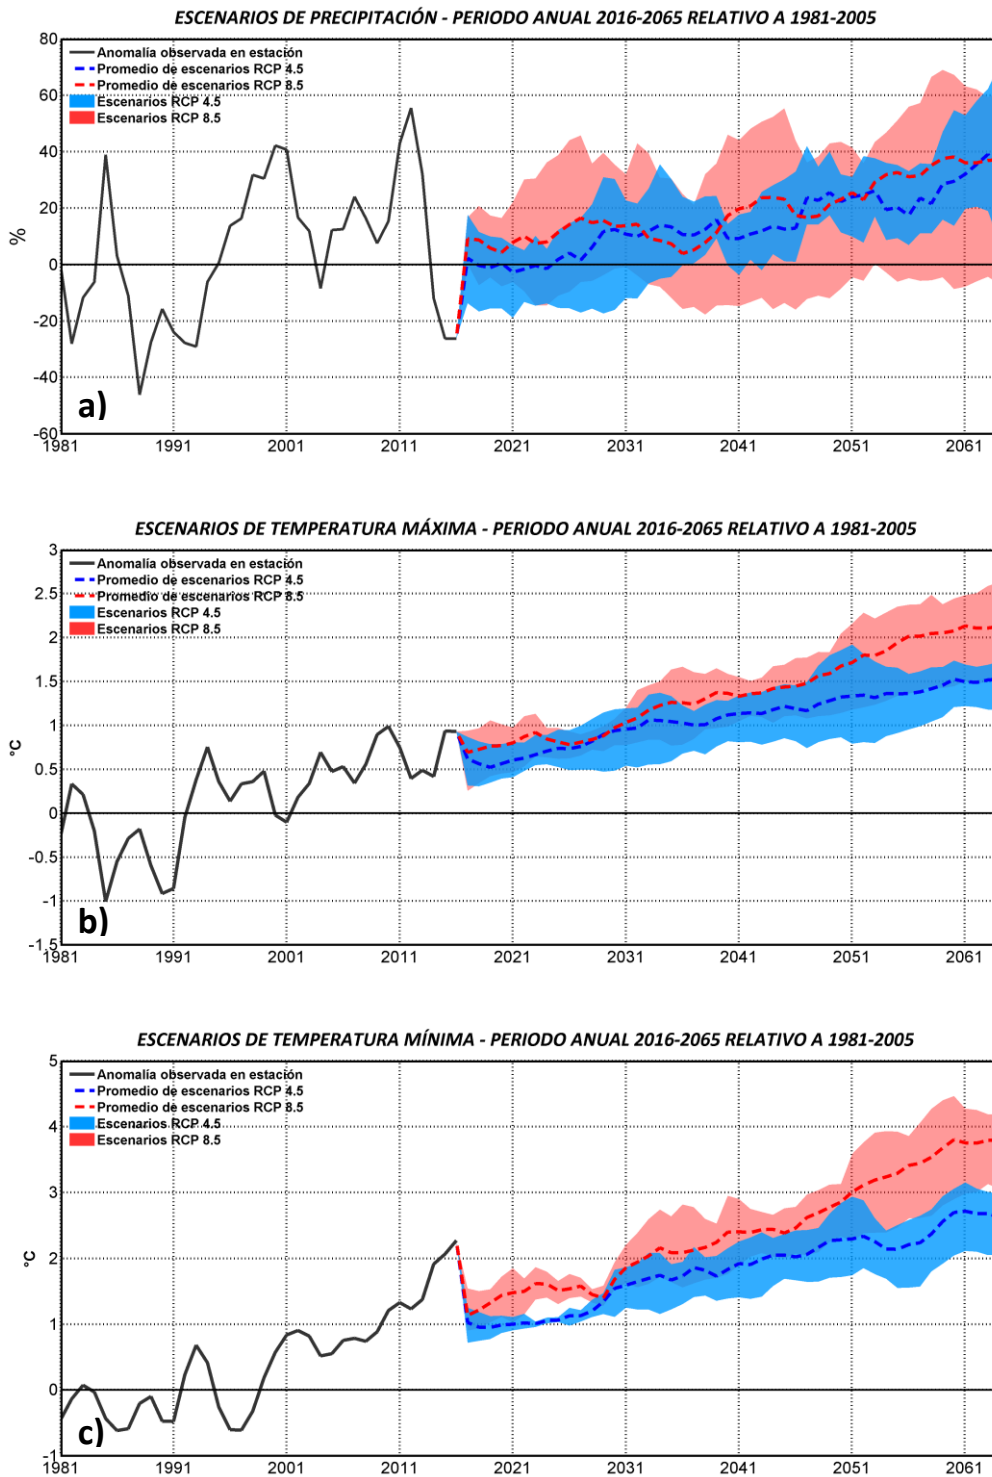 ESCENARIOS DE PRECIPITACIÓN - PERIODO ANUAL 2016-2065 RELATIVO A 1981-2005
80
Anomalía observada en estación
Promedio de escenarios RCP 4.5
Promedio de escenarios RCP 8.5
Escenarios RCP 4.5
Escenarios RCP 8.5
60
40
20
%
0
-20
-40
a)
-60
1981 1991 2001 2011 2021 2031 2041 2051 2061
ESCENARIOS DE TEMPERATURA MÁXIMA - PERIODO ANUAL 2016-2065 RELATIVO A 1981-2005
3
Anomalía observada en estación
Promedio de escenarios RCP 4.5
Promedio de escenarios RCP 8.5
Escenarios RCP 4.5
Escenarios RCP 8.5
2.5
2
1.5
1
°C
0.5
0
-0.5
-1
b)
-1.5
1981 1991 2001 2011 2021 2031 2041 2051 2061
ESCENARIOS DE TEMPERATURA MÍNIMA - PERIODO ANUAL 2016-2065 RELATIVO A 1981-2005
5
Anomalía observada en estación
Promedio de escenarios RCP 4.5
Promedio de escenarios RCP 8.5
Escenarios RCP 4.5
Escenarios RCP 8.5
4
3
2
°C
1
0
c)
-1
1981 1991 2001 2011 2021 2031 2041 2051 2061